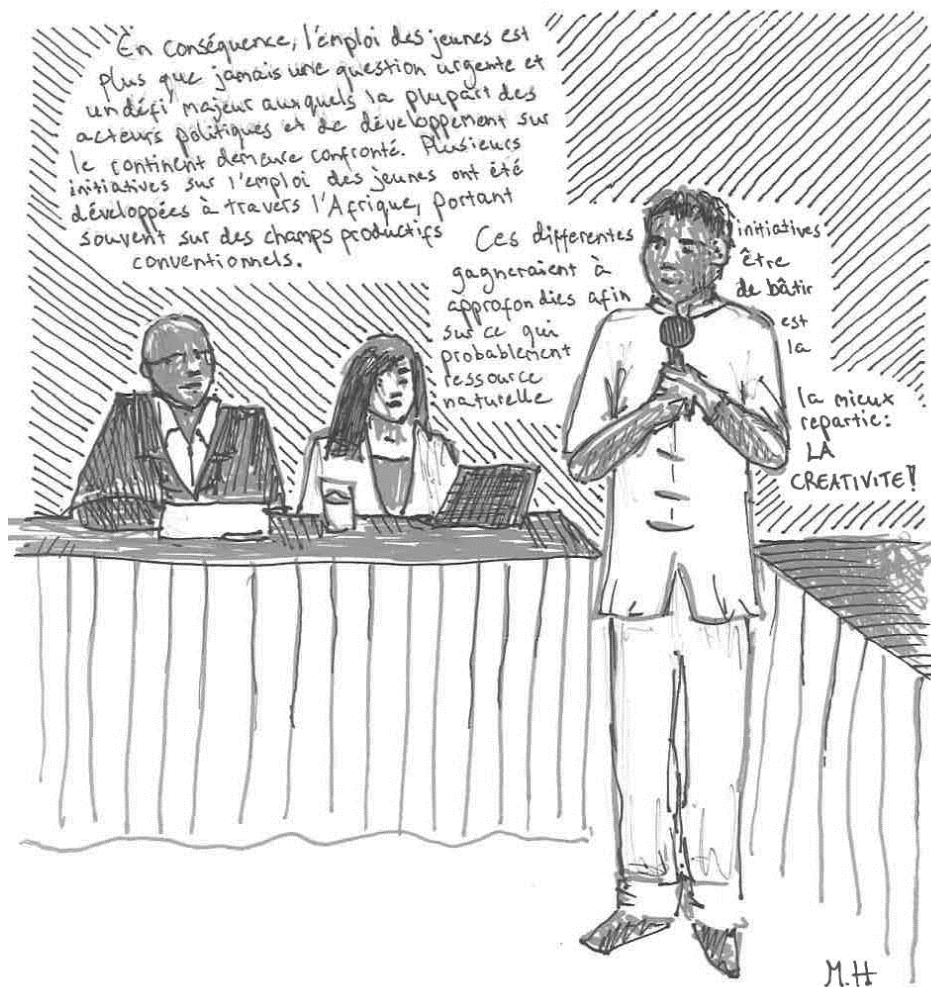 En conséquence, l'emploi des jeunes est
plus que jamais une question urgente et
un défi majeur auxquels la plupart des
acteurs politiques et de développement sur
le continent demeure confronté. Plusieurs
initiatives sur l'emploi des jeunes ont été
développées à travers l'Afrique, portant
souvent sur des champs productifs
conventionnels.
Ces differentes initiatives
gagneraient à être
approfondies afin de bâtir
sur ce qui est
probablement la
ressource
naturelle
la mieux
repartie:
LA
CREATIVITE!
M.H